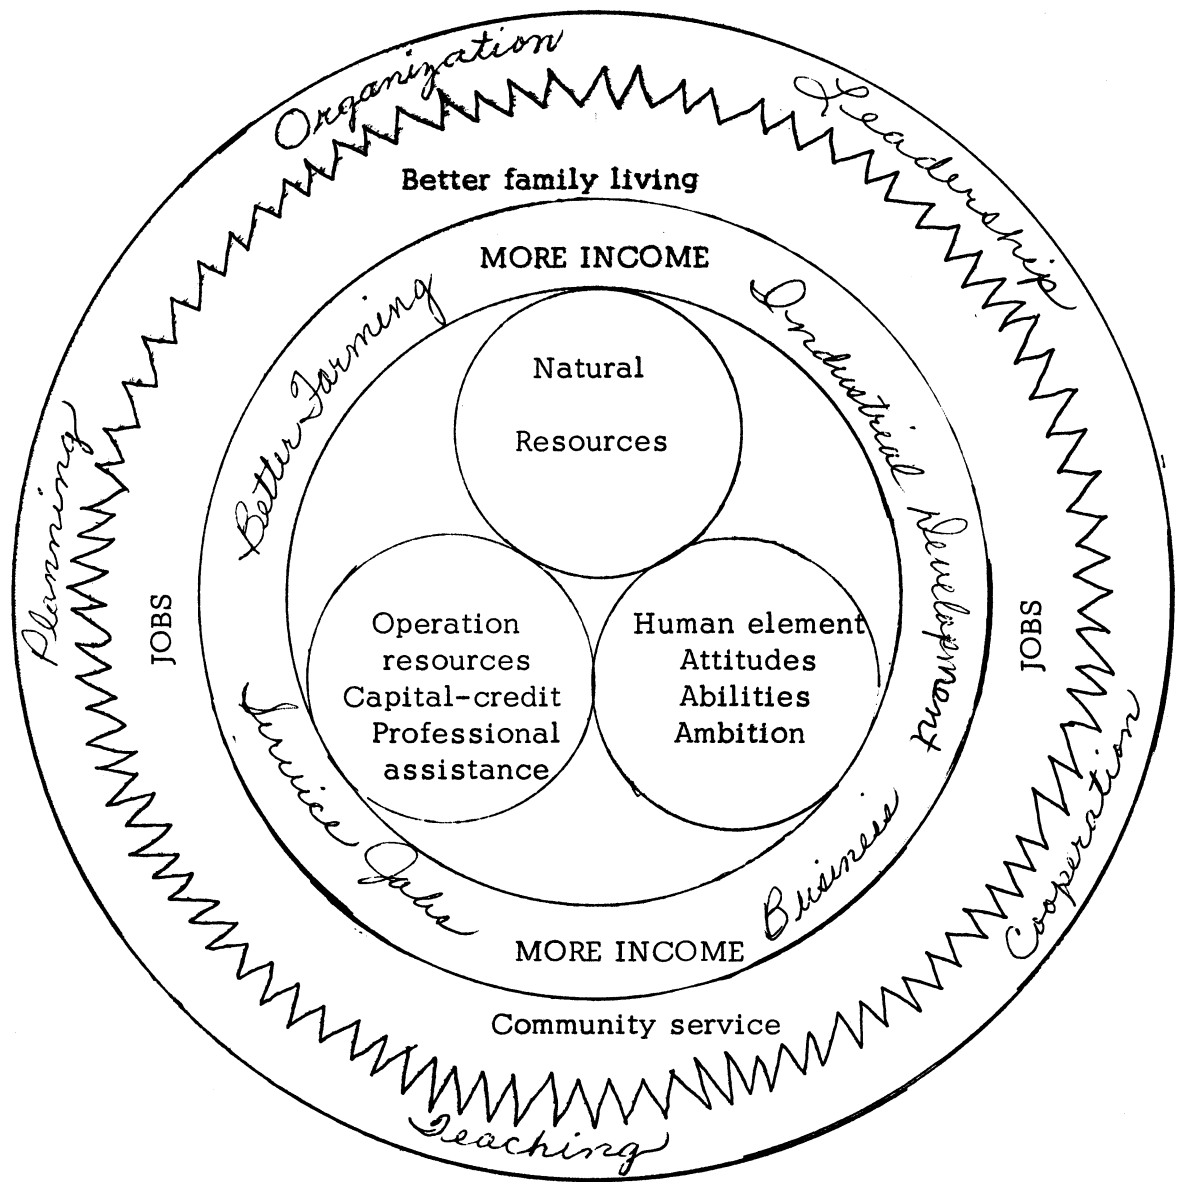 Organization
Leadership
Better family living
MORE INCOME
Better Farming
Industrial Development
Natural
Resources
Planning
JOBS
JOBS
Operation
resources
Capital-credit
Professional
assistance
Human element
Attitudes
Abilities
Ambition
Service Jobs
Business
Cooperation
MORE INCOME
Community service
Teaching